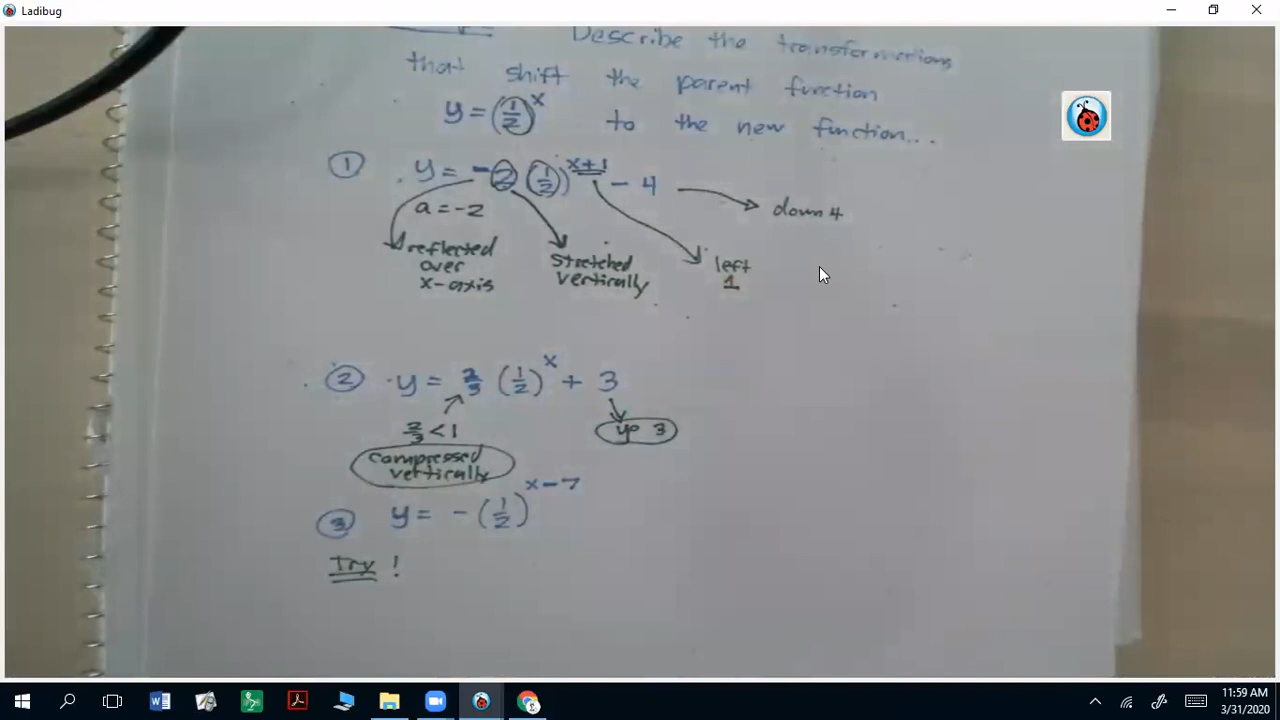 Ladibug
Describe the transformations
that shift the parent function
y = (1/2)^x to the new function...
① y = -2 (1/2)^(x+1) - 4
a = -2
down 4
reflected
over
x-axis
stretched
vertically
left
1
② y = 2/3 (1/2)^x + 3
2/3 < 1
up 3
compressed
vertically
③ y = -(1/2)^(x-7)
Try !
11:59 AM
3/31/2020